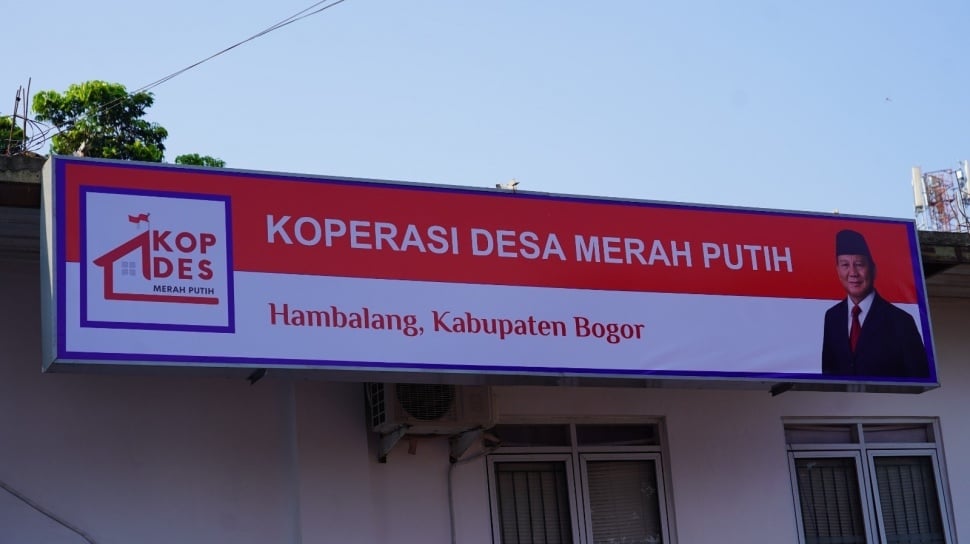 KOP
DES
MERAH PUTIH
KOPERASI DESA MERAH PUTIH
Hambalang, Kabupaten Bogor